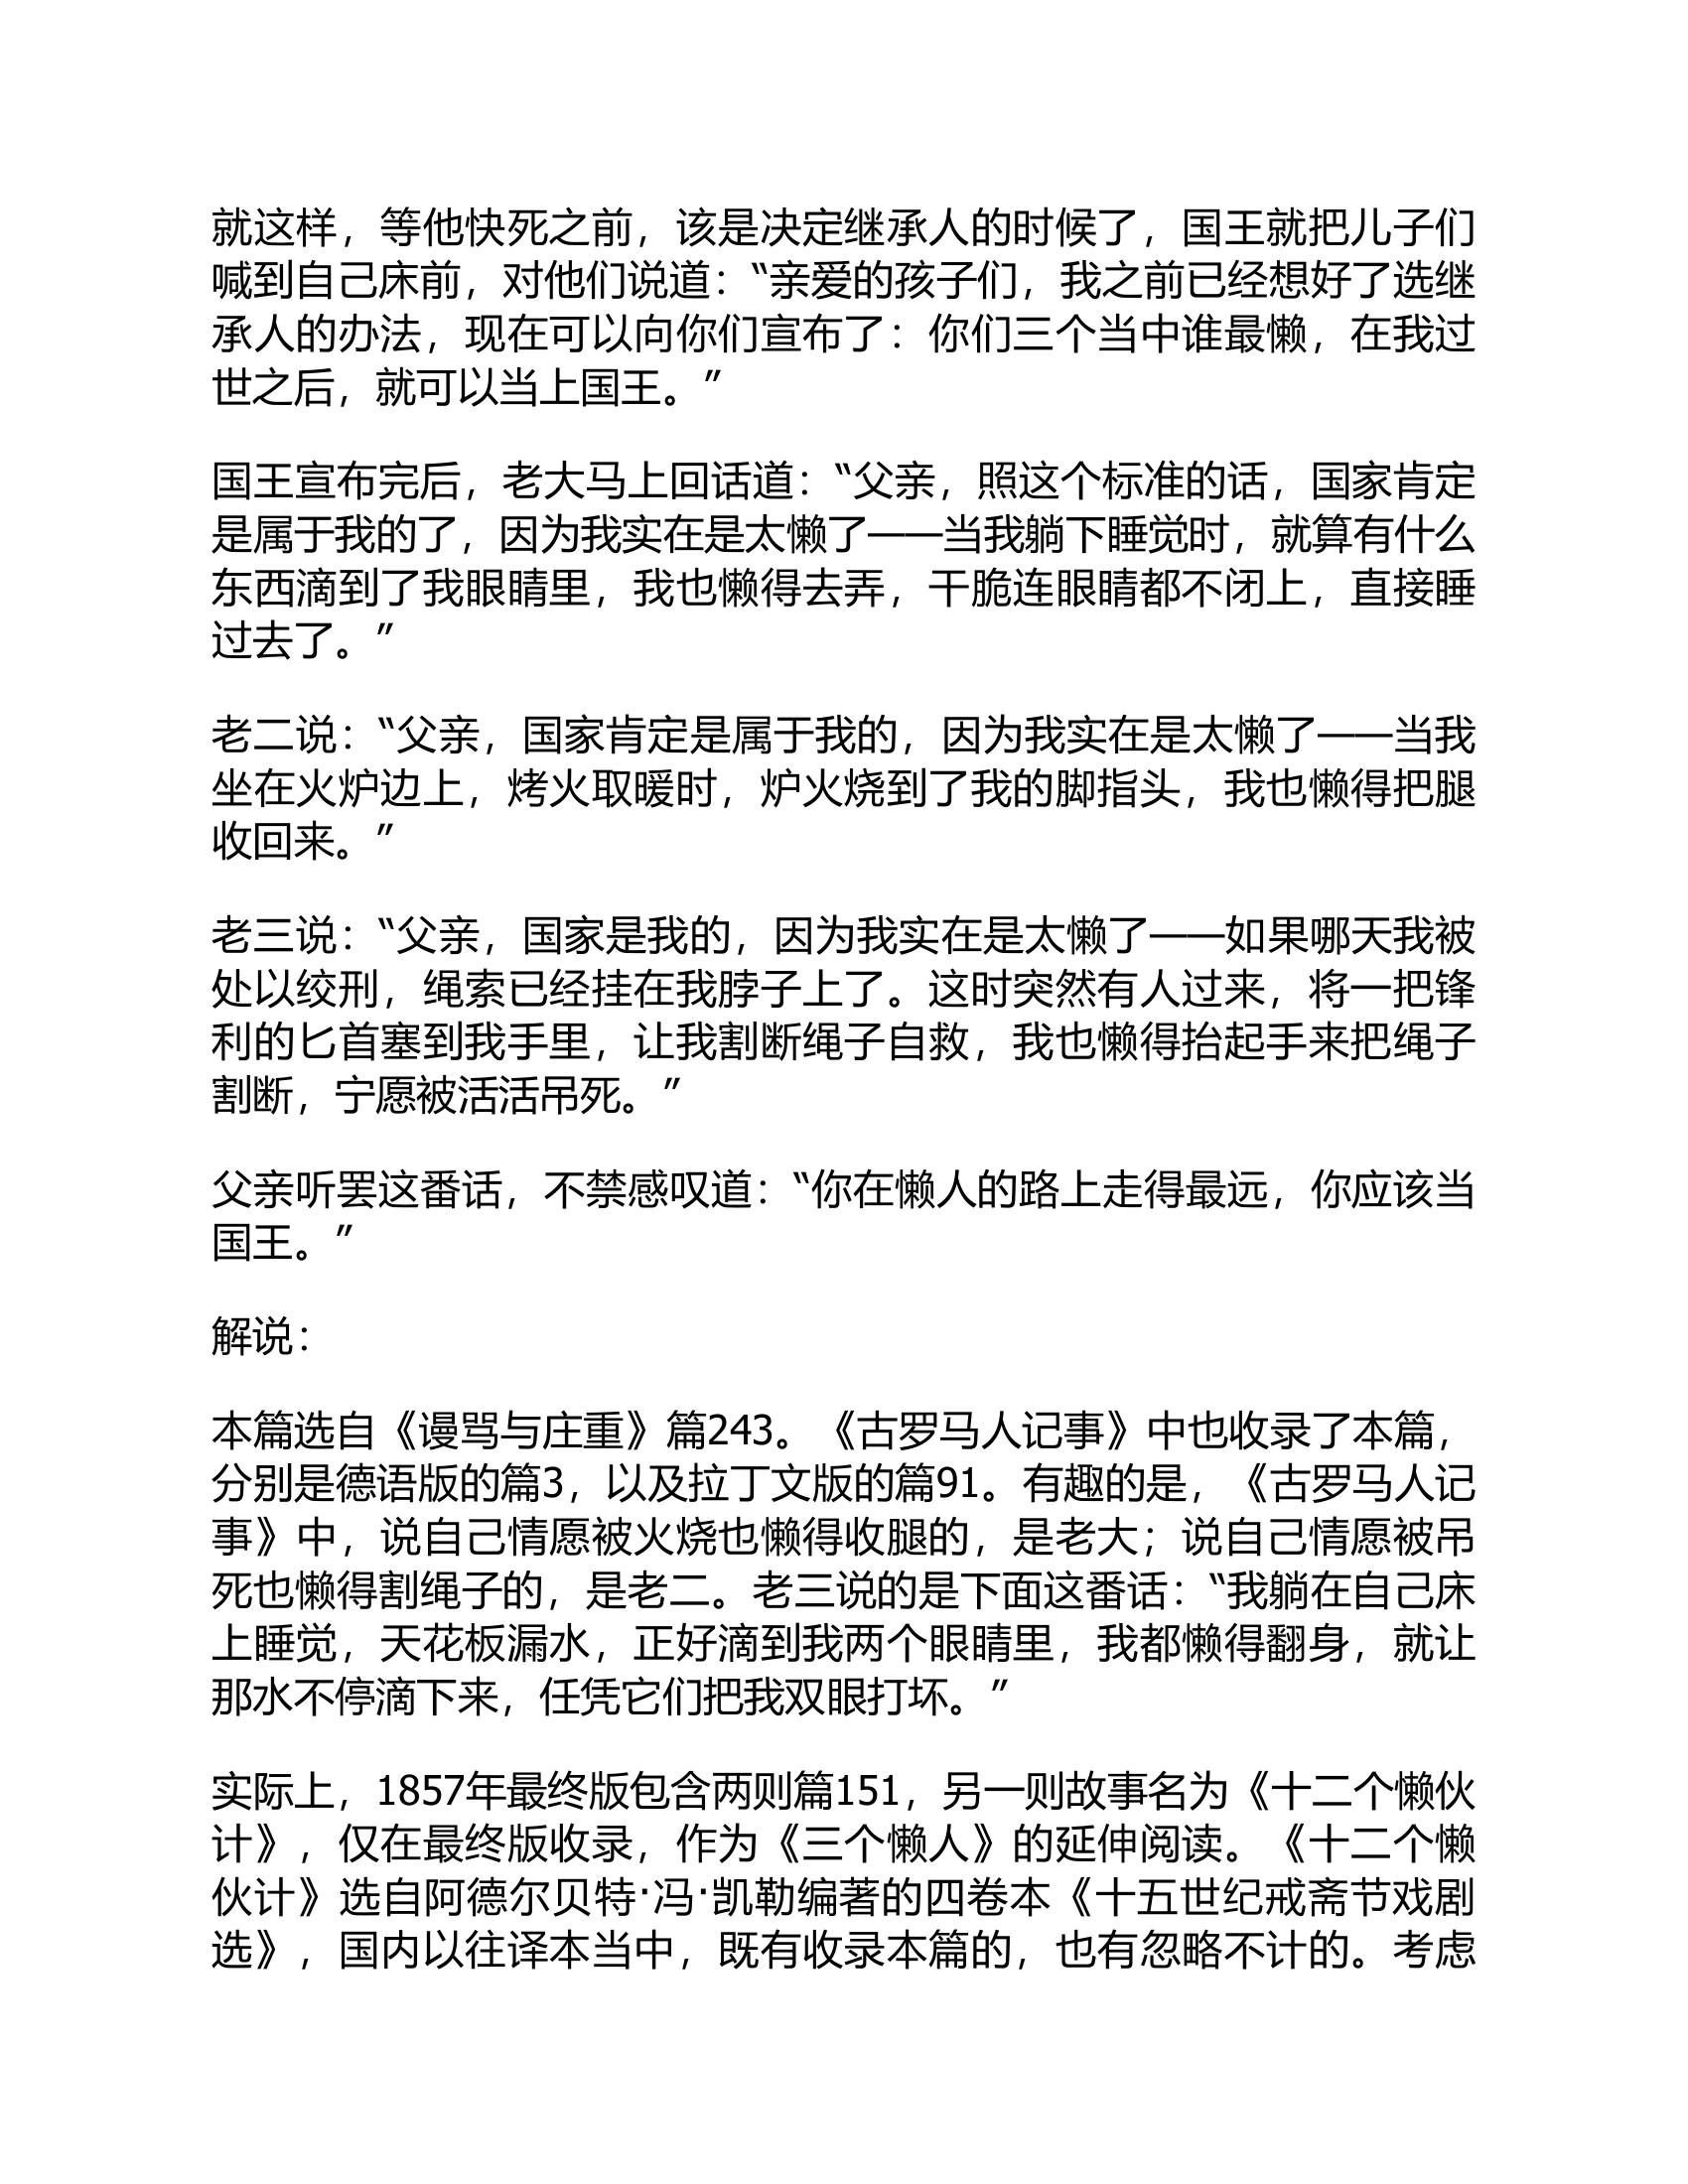 就这样，等他快死之前，该是决定继承人的时候了，国王就把儿子们
喊到自己床前，对他们说道：“亲爱的孩子们，我之前已经想好了选继
承人的办法，现在可以向你们宣布了：你们三个当中谁最懒，在我过
世之后，就可以当上国王。”
国王宣布完后，老大马上回话道：“父亲，照这个标准的话，国家肯定
是属于我的了，因为我实在是太懒了——当我躺下睡觉时，就算有什么
东西滴到了我眼睛里，我也懒得去弄，干脆连眼睛都不闭上，直接睡
过去了。”
老二说：“父亲，国家肯定是属于我的，因为我实在是太懒了——当我
坐在火炉边上，烤火取暖时，炉火烧到了我的脚指头，我也懒得把腿
收回来。”
老三说：“父亲，国家是我的，因为我实在是太懒了——如果哪天我被
处以绞刑，绳索已经挂在我脖子上了。这时突然有人过来，将一把锋
利的匕首塞到我手里，让我割断绳子自救，我也懒得抬起手来把绳子
割断，宁愿被活活吊死。”
父亲听罢这番话，不禁感叹道：“你在懒人的路上走得最远，你应该当
国王。”
解说：
本篇选自《谩骂与庄重》篇243。《古罗马人记事》中也收录了本篇，
分别是德语版的篇3，以及拉丁文版的篇91。有趣的是，《古罗马人记
事》中，说自己情愿被火烧也懒得收腿的，是老大；说自己情愿被吊
死也懒得割绳子的，是老二。老三说的是下面这番话：“我躺在自己床
上睡觉，天花板漏水，正好滴到我两个眼睛里，我都懒得翻身，就让
那水不停滴下来，任凭它们把我双眼打坏。”
实际上，1857年最终版包含两则篇151，另一则故事名为《十二个懒伙
计》，仅在最终版收录，作为《三个懒人》的延伸阅读。《十二个懒
伙计》选自阿德尔贝特·冯·凯勒编著的四卷本《十五世纪戒斋节戏剧
选》，国内以往译本当中，既有收录本篇的，也有忽略不计的。考虑